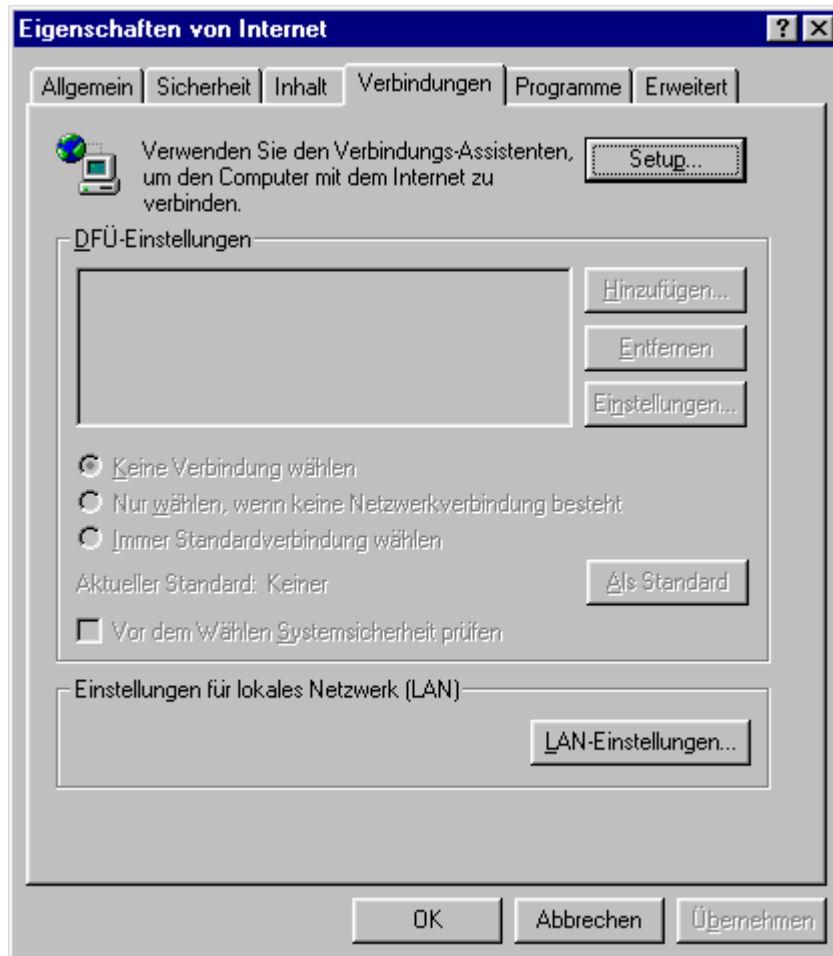 Eigenschaften von Internet
Allgemein Sicherheit Inhalt Verbindungen Programme Erweitert
Verwenden Sie den Verbindungs-Assistenten,
um den Computer mit dem Internet zu
verbinden.
Setup...
DFÜ-Einstellungen
Hinzufügen...
Entfernen
Einstellungen...
Keine Verbindung wählen
Nur wählen, wenn keine Netzwerkverbindung besteht
Immer Standardverbindung wählen
Aktueller Standard: Keiner
Als Standard
Vor dem Wählen Systemsicherheit prüfen
Einstellungen für lokales Netzwerk (LAN)
LAN-Einstellungen...
OK Abbrechen Übernehmen